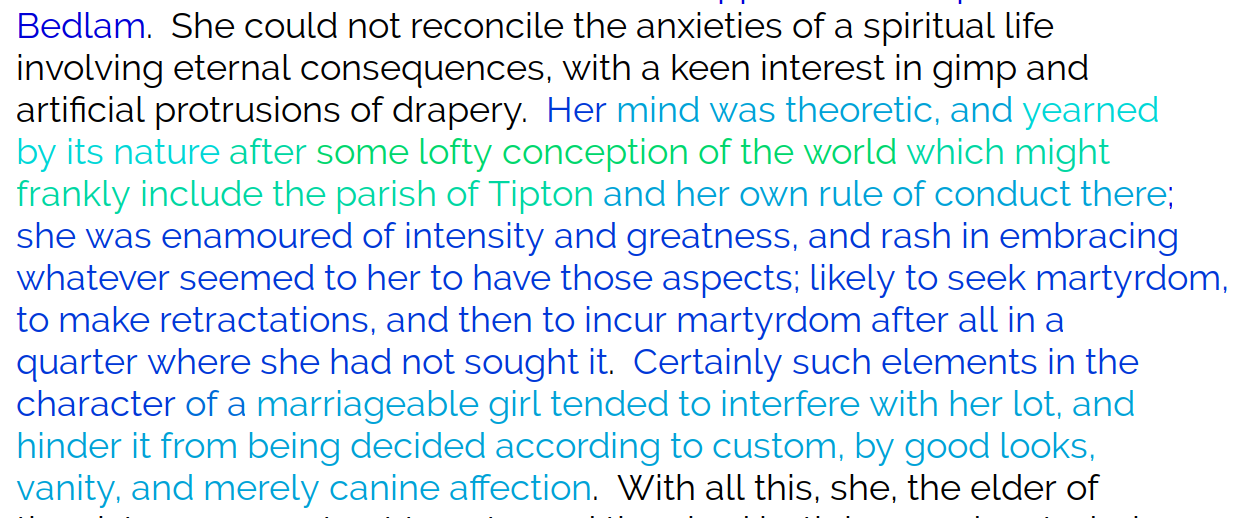 Bedlam.  She could not reconcile the anxieties of a spiritual life
involving eternal consequences, with a keen interest in gimp and
artificial protrusions of drapery.  Her mind was theoretic, and yearned
by its nature after some lofty conception of the world which might
frankly include the parish of Tipton and her own rule of conduct there;
she was enamoured of intensity and greatness, and rash in embracing
whatever seemed to her to have those aspects; likely to seek martyrdom,
to make retractations, and then to incur martyrdom after all in a
quarter where she had not sought it.  Certainly such elements in the
character of a marriageable girl tended to interfere with her lot, and
hinder it from being decided according to custom, by good looks,
vanity, and merely canine affection.  With all this, she, the elder of